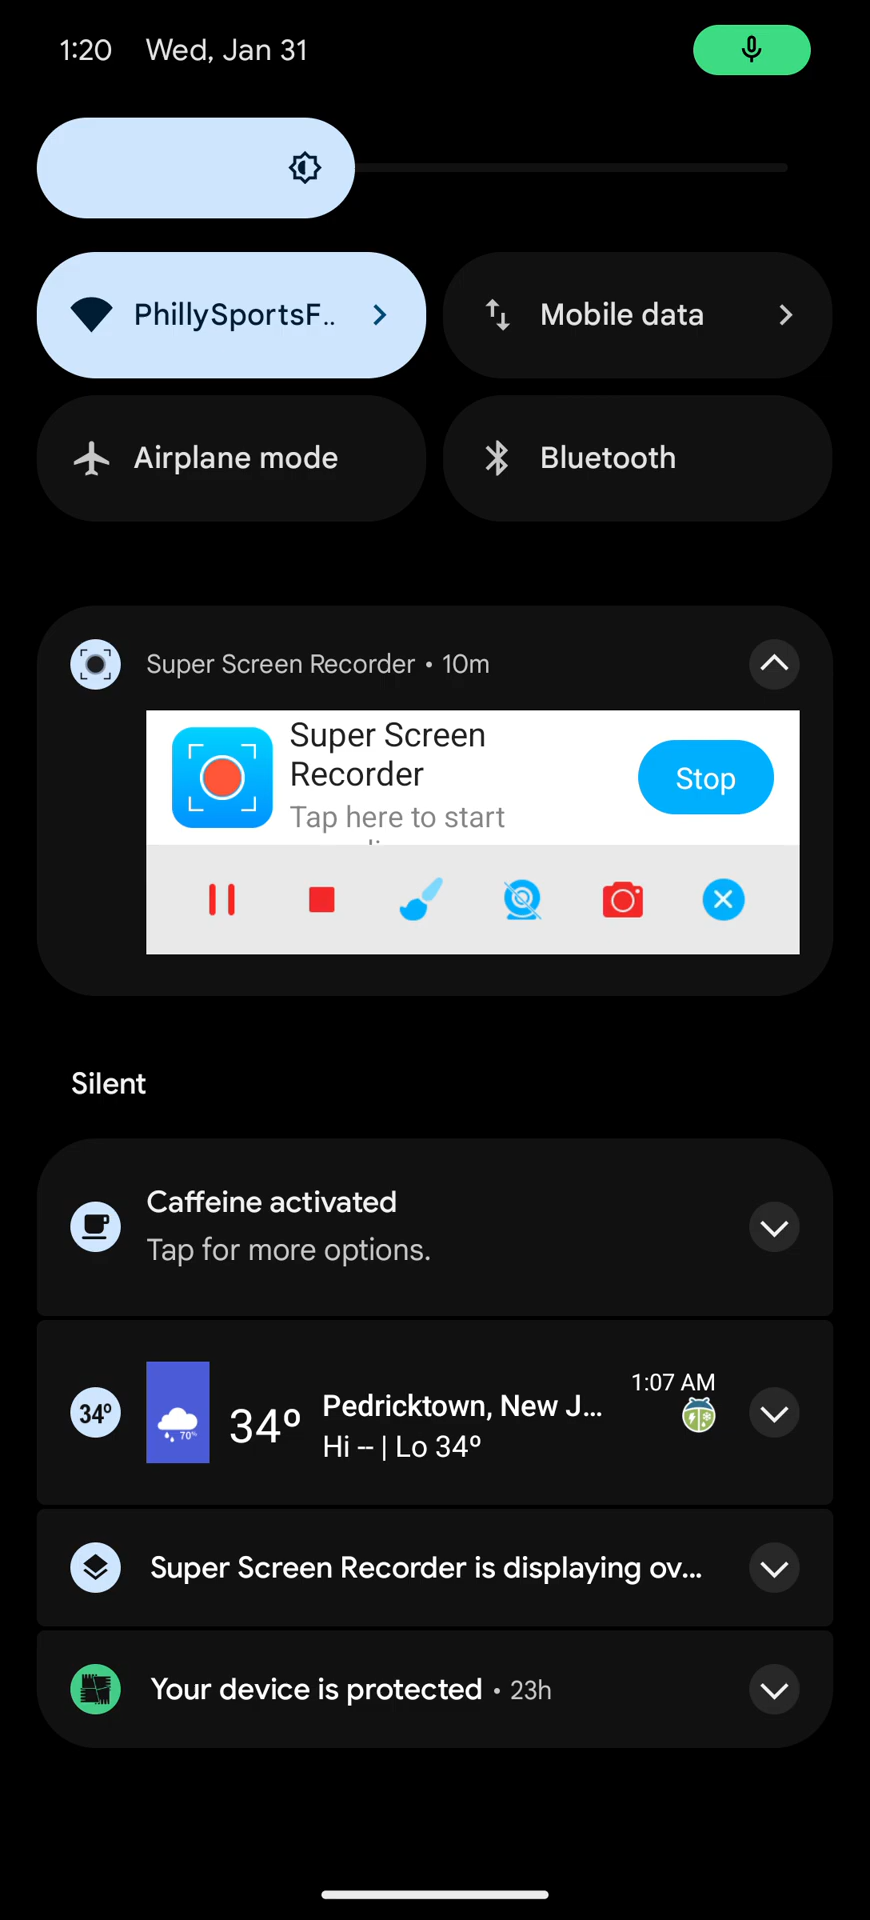 1:20 Wed, Jan 31
PhillySportsF..
Mobile data
Airplane mode
Bluetooth
Super Screen Recorder • 10m
Super Screen
Recorder
Tap here to start
Stop
Silent
Caffeine activated
Tap for more options.
34°
70%
34°
Pedricktown, New J...
Hi -- | Lo 34°
1:07 AM
Super Screen Recorder is displaying ov...
Your device is protected • 23h